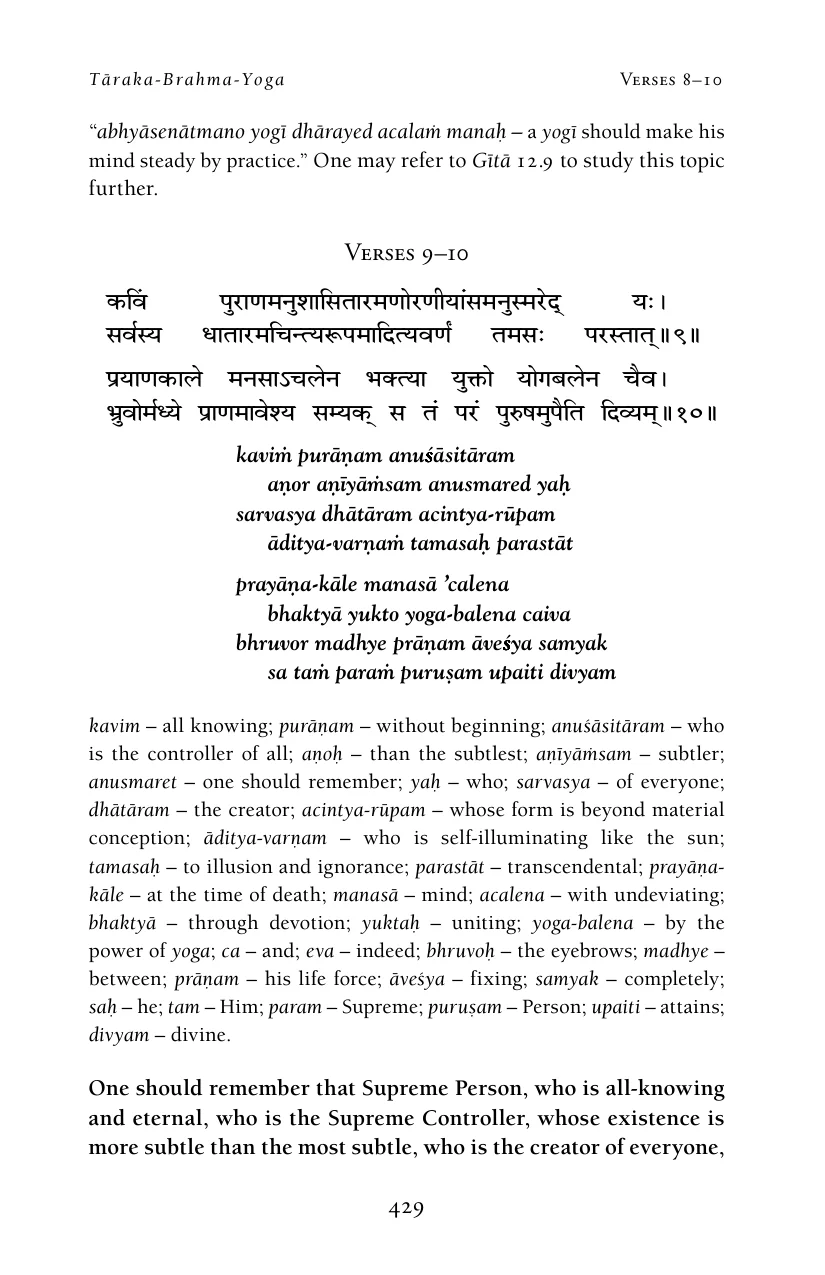 Tāraka-Brahma-Yoga Verses 8–10
“abhyāsenātmano yogī dhārayed acalaṁ manaḥ – a yogī should make his
mind steady by practice.” One may refer to Gītā 12.9 to study this topic
further.
Verses 9–10
कविं पुराणमनुशासितारमणोरणीयांसमनुस्मरेद् यः।
सर्वस्य धातारमचिन्त्यरूपमादित्यवर्णं तमसः परस्तात्॥९॥
प्रयाणकाले मनसाऽचलेन भक्त्या युक्तो योगबलेन चैव।
भ्रुवोर्मध्ये प्राणमावेश्य सम्यक् स तं परं पुरुषमुपैति दिव्यम्॥१०॥
kaviṁ purāṇam anuśāsitāram
aṇor aṇīyāṁsam anusmared yaḥ
sarvasya dhātāram acintya-rūpam
āditya-varṇaṁ tamasaḥ parastāt
prayāṇa-kāle manasā ’calena
bhaktyā yukto yoga-balena caiva
bhruvor madhye prāṇam āveśya samyak
sa taṁ paraṁ puruṣam upaiti divyam
kavim – all knowing; purāṇam – without beginning; anuśāsitāram – who
is the controller of all; aṇoḥ – than the subtlest; aṇīyāṁsam – subtler;
anusmaret – one should remember; yaḥ – who; sarvasya – of everyone;
dhātāram – the creator; acintya-rūpam – whose form is beyond material
conception; āditya-varṇam – who is self-illuminating like the sun;
tamasaḥ – to illusion and ignorance; parastāt – transcendental; prayāṇa-
kāle – at the time of death; manasā – mind; acalena – with undeviating;
bhaktyā – through devotion; yuktaḥ – uniting; yoga-balena – by the
power of yoga; ca – and; eva – indeed; bhruvoḥ – the eyebrows; madhye –
between; prāṇam – his life force; āveśya – fixing; samyak – completely;
saḥ – he; tam – Him; param – Supreme; puruṣam – Person; upaiti – attains;
divyam – divine.
One should remember that Supreme Person, who is all-knowing
and eternal, who is the Supreme Controller, whose existence is
more subtle than the most subtle, who is the creator of everyone,
429